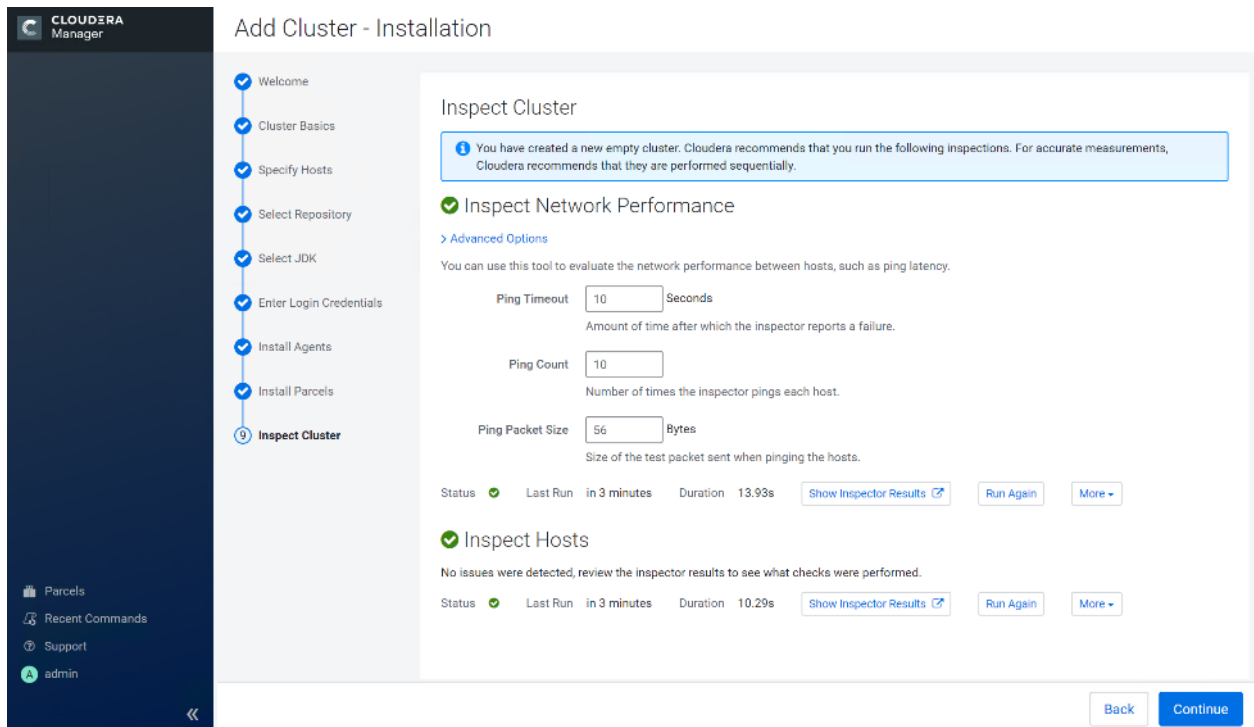 CLOUDERA
Manager
Add Cluster - Installation
Welcome
Cluster Basics
Specify Hosts
Select Repository
Select JDK
Enter Login Credentials
Install Agents
Install Parcels
9 Inspect Cluster
Inspect Cluster
You have created a new empty cluster. Cloudera recommends that you run the following inspections. For accurate measurements,
Cloudera recommends that they are performed sequentially.
Inspect Network Performance
> Advanced Options
You can use this tool to evaluate the network performance between hosts, such as ping latency.
Ping Timeout 10 Seconds
Amount of time after which the inspector reports a failure.
Ping Count 10
Number of times the inspector pings each host.
Ping Packet Size 56 Bytes
Size of the test packet sent when pinging the hosts.
Status Last Run in 3 minutes Duration 13.93s Show Inspector Results Run Again More
Inspect Hosts
No issues were detected, review the inspector results to see what checks were performed.
Status Last Run in 3 minutes Duration 10.29s Show Inspector Results Run Again More
Parcels
Recent Commands
Support
A admin
«
Back Continue